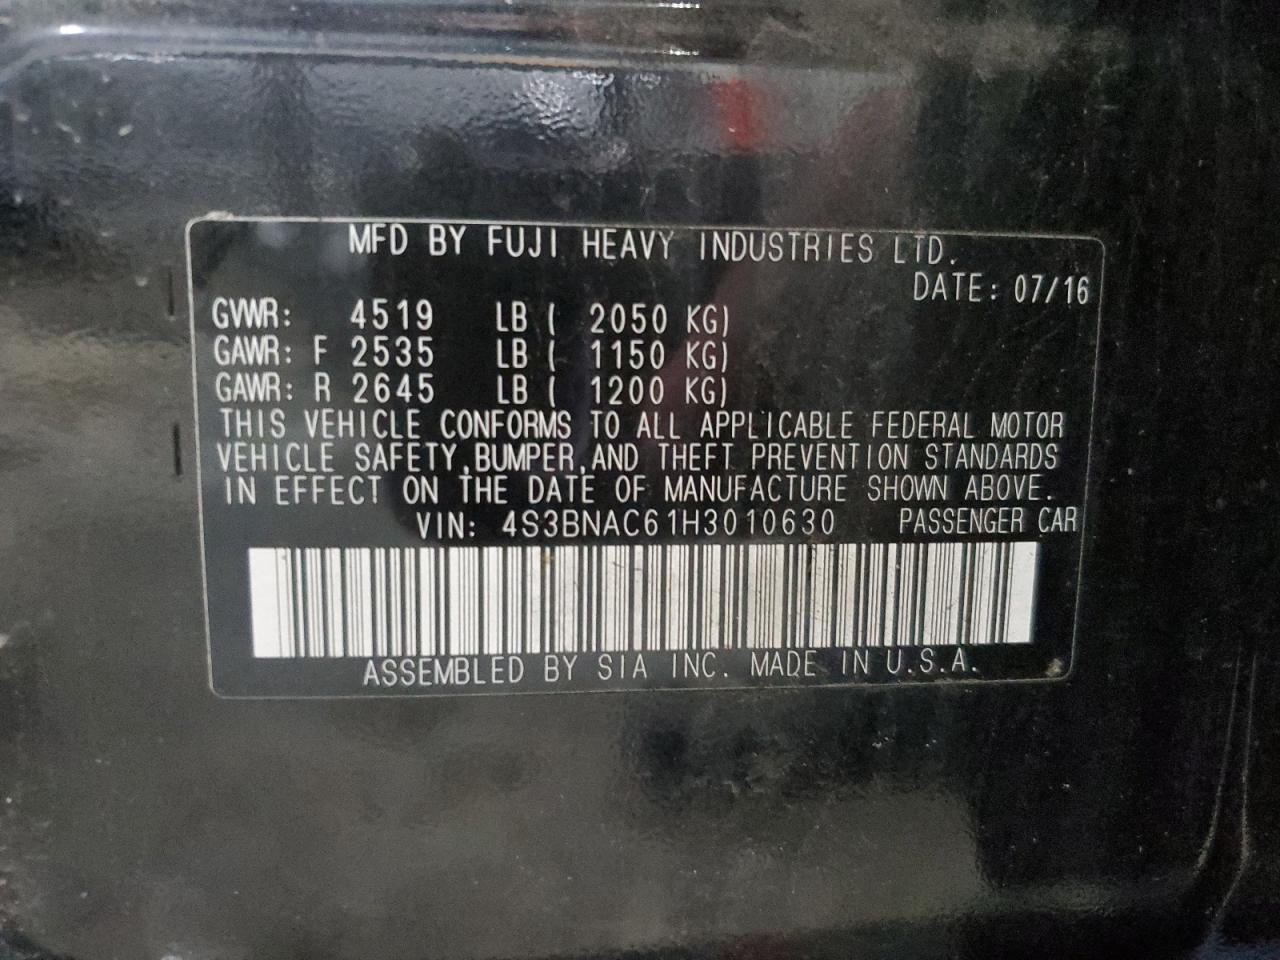 MFD BY FUJI HEAVY INDUSTRIES LTD.
DATE: 07/16
GVWR: 4519 LB ( 2050 KG)
GAWR: F 2535 LB ( 1150 KG)
GAWR: R 2645 LB ( 1200 KG)
THIS VEHICLE CONFORMS TO ALL APPLICABLE FEDERAL MOTOR
VEHICLE SAFETY,BUMPER,AND THEFT PREVENTION STANDARDS
IN EFFECT ON THE DATE OF MANUFACTURE SHOWN ABOVE.
VIN: 4S3BNAC61H3010630 PASSENGER CAR
ASSEMBLED BY SIA INC. MADE IN U.S.A.